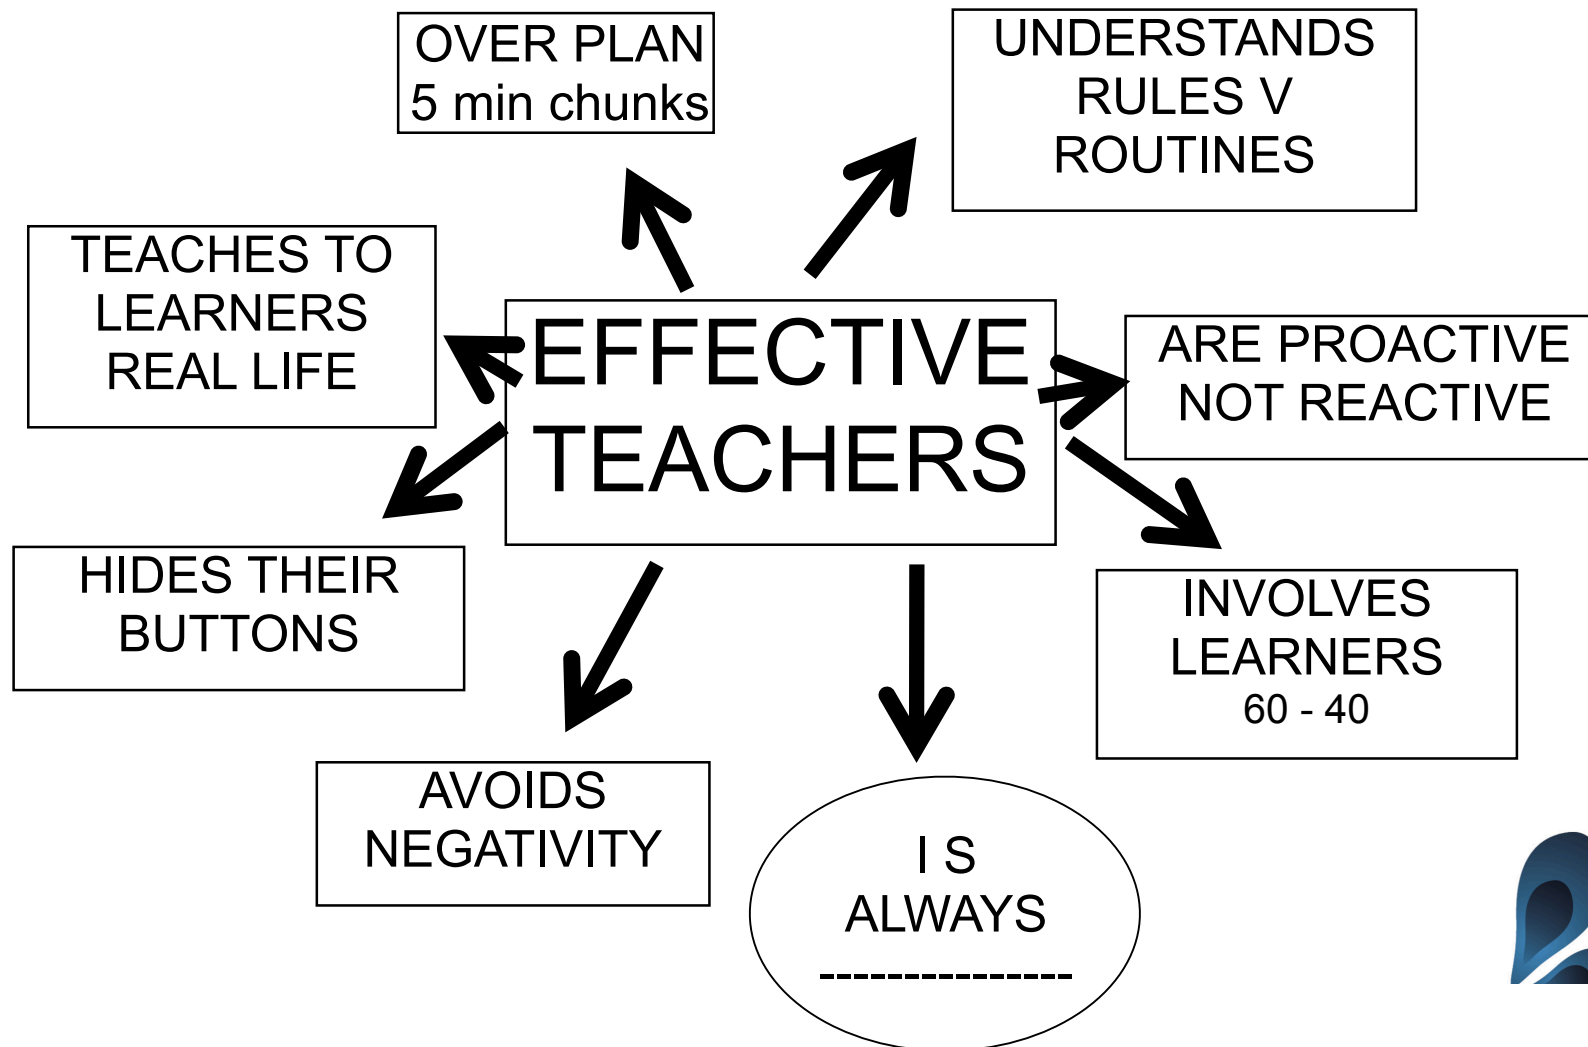 OVER PLAN
5 min chunks
UNDERSTANDS
RULES V
ROUTINES
TEACHES TO
LEARNERS
REAL LIFE
EFFECTIVE
TEACHERS
ARE PROACTIVE
NOT REACTIVE
HIDES THEIR
BUTTONS
INVOLVES
LEARNERS
60 - 40
AVOIDS
NEGATIVITY
I S
ALWAYS
---------------